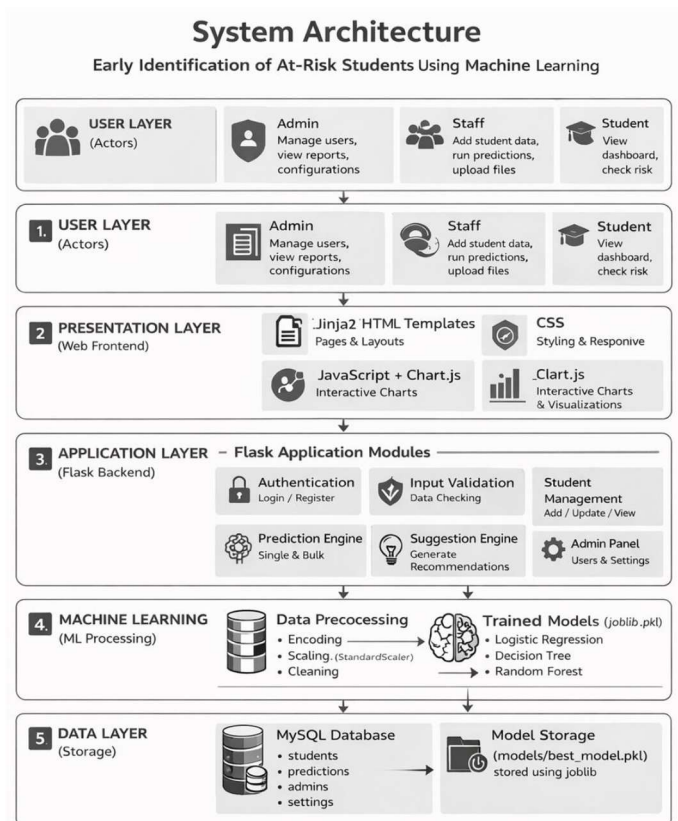 System Architecture
Early Identification of At-Risk Students Using Machine Learning
USER LAYER
(Actors)
Admin
Manage users,
view reports,
configurations
Staff
Add student data,
run predictions,
upload files
Student
View
dashboard,
check risk
1. USER LAYER
(Actors)
Admin
Manage users,
view reports,
configurations
Staff
Add student data,
run predictions,
upload files
Student
View
dashboard,
check risk
2 PRESENTATION LAYER
(Web Frontend)
Jinja2 HTML Templates
Pages & Layouts
CSS
Styling & Responive
JavaScript + Chart.js
Interactive Charts
_Clart.js
Interactive Charts
& Visualizations
3. APPLICATION LAYER
(Flask Backend)
– Flask Application Modules
Authentication
Login / Register
Input Validation
Data Checking
Student
Management
Add / Update / View
Prediction Engine
Single & Bulk
Suggestion Engine
Generate
Recommendations
Admin Panel
Users & Settings
4. MACHINE LEARNING
(ML Processing)
Data Precocessing
• Encoding
• Scaling. (StandardScaler)
• Cleaning
Trained Models (joblib.pkl)
• Logistic Regression
• Decision Tree
• Random Forest
5 DATA LAYER
(Storage)
MySQL Database
• students
• predictions
• admins
• settings
Model Storage
(models/best_model.pkl)
stored using joblib